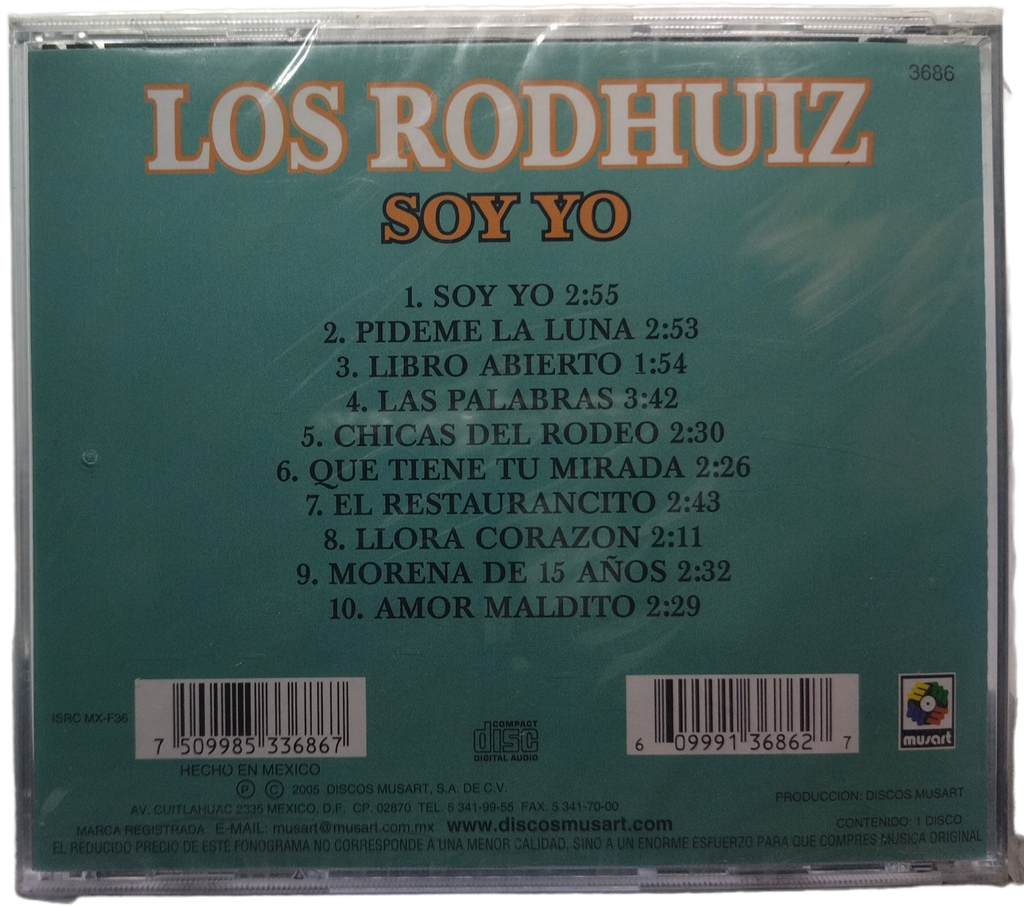 3686
LOS RODHUIZ
SOY YO
1. SOY YO 2:55
2. PIDEME LA LUNA 2:53
3. LIBRO ABIERTO 1:54
4. LAS PALABRAS 3:42
5. CHICAS DEL RODEO 2:30
6. QUE TIENE TU MIRADA 2:26
7. EL RESTAURANCITO 2:43
8. LLORA CORAZON 2:11
9. MORENA DE 15 AÑOS 2:32
10. AMOR MALDITO 2:29
ISRC MX-F36
7 509985 336867
COMPACT
disc
DIGITAL AUDIO
6 09991 36862 7
musart
HECHO EN MEXICO
Ⓟ Ⓒ 2005 DISCOS MUSART, S.A. DE C.V.
AV. CUITLAHUAC 2335 MEXICO, D.F. CP. 02870 TEL. 5 341-99-55 FAX. 5 341-70-00
PRODUCCION: DISCOS MUSART
MARCA REGISTRADA E-MAIL: musart@musart.com.mx www.discosmusart.com
CONTENIDO: 1 DISCO
EL REDUCIDO PRECIO DE ESTE FONOGRAMA NO CORRESPONDE A UNA MENOR CALIDAD, SINO A UN ENORME ESFUERZO PARA QUE COMPRES MUSICA ORIGINAL